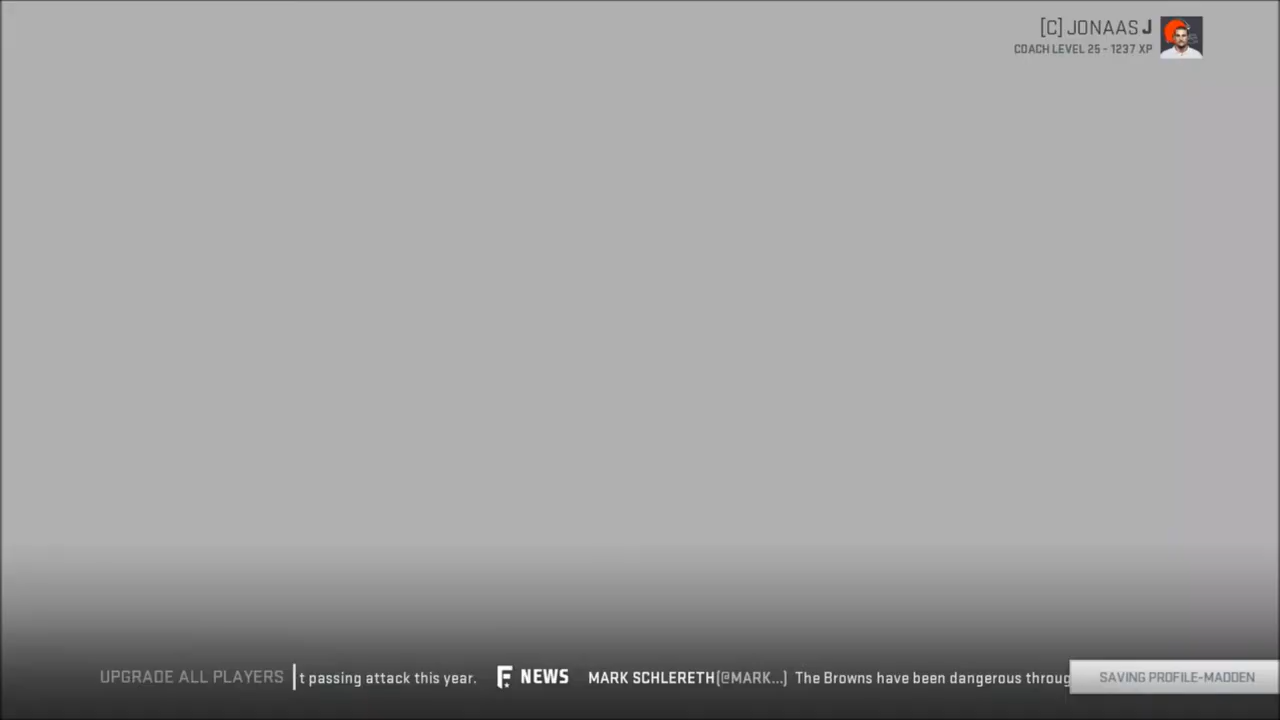 [C] JONAAS J
COACH LEVEL 25 - 1237 XP
UPGRADE ALL PLAYERS t passing attack this year. NEWS MARK SCHLERETH(@MARK...) The Browns have been dangerous throug SAVING PROFILE-MADDEN